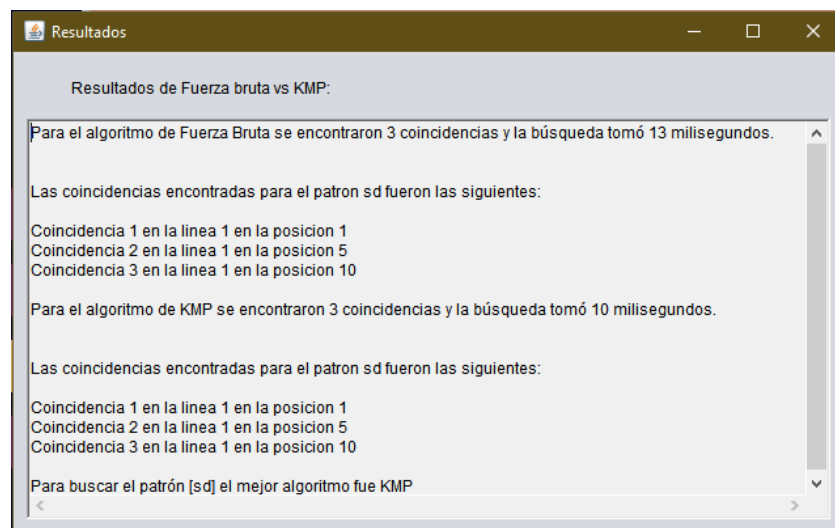 Resultados
Resultados de Fuerza bruta vs KMP:
Para el algoritmo de Fuerza Bruta se encontraron 3 coincidencias y la búsqueda tomó 13 milisegundos.
Las coincidencias encontradas para el patron sd fueron las siguientes:
Coincidencia 1 en la linea 1 en la posicion 1
Coincidencia 2 en la linea 1 en la posicion 5
Coincidencia 3 en la linea 1 en la posicion 10
Para el algoritmo de KMP se encontraron 3 coincidencias y la búsqueda tomó 10 milisegundos.
Las coincidencias encontradas para el patron sd fueron las siguientes:
Coincidencia 1 en la linea 1 en la posicion 1
Coincidencia 2 en la linea 1 en la posicion 5
Coincidencia 3 en la linea 1 en la posicion 10
Para buscar el patrón [sd] el mejor algoritmo fue KMP